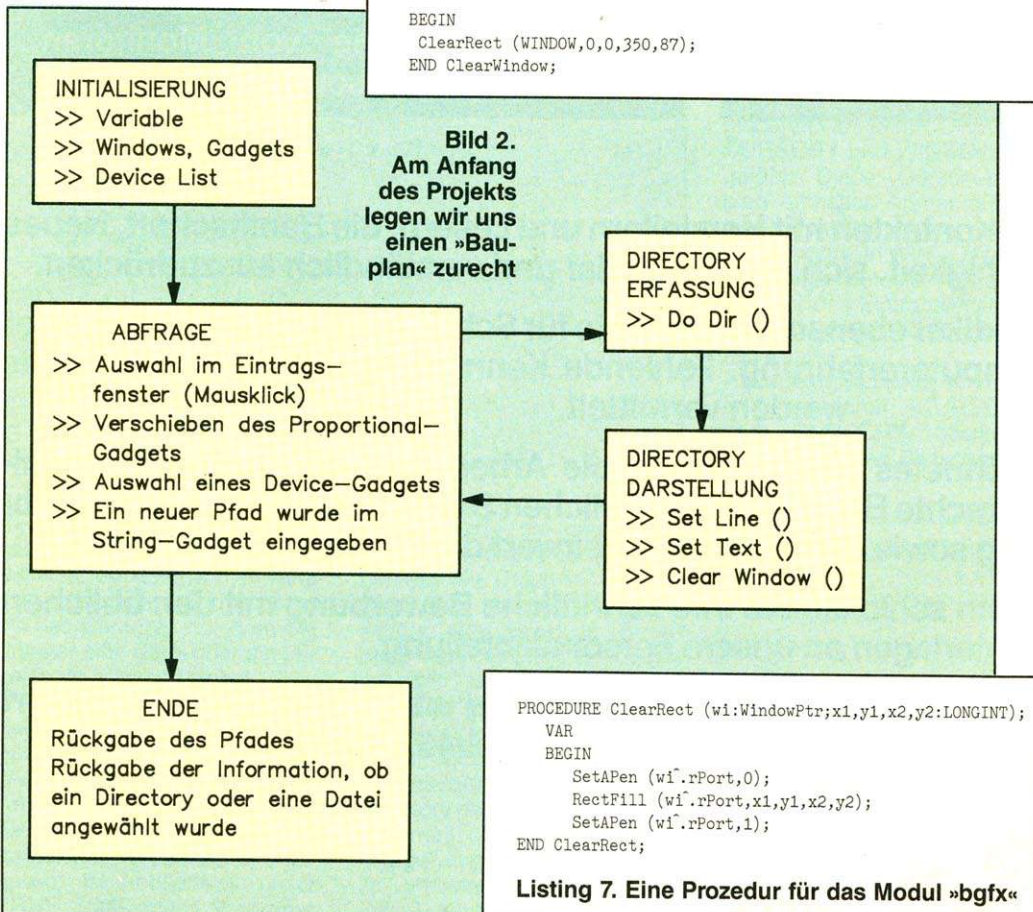 BEGIN
ClearRect (WINDOW,0,0,350,87);
END ClearWindow;
INITIALISIERUNG
>> Variable
>> Windows, Gadgets
>> Device List
Bild 2.
Am Anfang
des Projekts
legen wir uns
einen »Bau-
plan« zurecht
ABFRAGE
>> Auswahl im Eintrags-
fenster (Mausklick)
>> Verschieben des Proportional-
Gadgets
>> Auswahl eines Device-Gadgets
>> Ein neuer Pfad wurde im
String-Gadget eingegeben
DIRECTORY
ERFASSUNG
>> Do Dir ()
DIRECTORY
DARSTELLUNG
>> Set Line ()
>> Set Text ()
>> Clear Window ()
ENDE
Rückgabe des Pfades
Rückgabe der Information, ob
ein Directory oder eine Datei
angewählt wurde
PROCEDURE ClearRect (wi:WindowPtr;x1,y1,x2,y2:LONGINT);
VAR
BEGIN
SetAPen (wi^.rPort,0);
RectFill (wi^.rPort,x1,y1,x2,y2);
SetAPen (wi^.rPort,1);
END ClearRect;
Listing 7. Eine Prozedur für das Modul »bgfx«